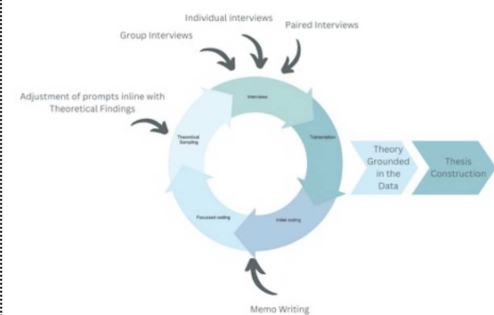 Individual interviews
Group Interviews
Paired Interviews
Adjustment of prompts inline with
Theoretical Findings
Interviews
Theoretical
Sampling
Transcription
Theory
Grounded
in the
Data
Thesis
Construction
Focussed coding
Initial coding
Memo Writing